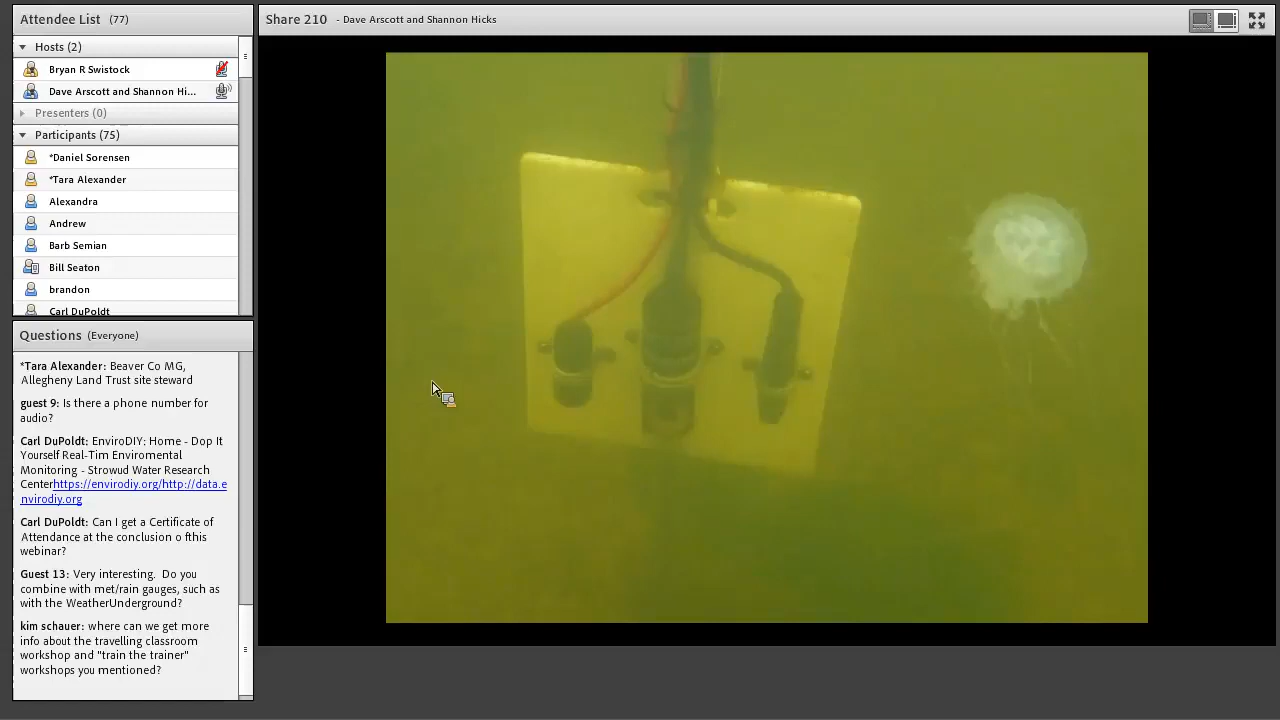 Attendee List (77)
Hosts (2)
Bryan R Swistock
Dave Arscott and Shannon Hi...
Presenters (0)
Participants (75)
*Daniel Sorensen
*Tara Alexander
Alexandra
Andrew
Barb Semian
Bill Seaton
brandon
Carl DuPoldt
Questions (Everyone)
*Tara Alexander: Beaver Co MG,
Allegheny Land Trust site steward
guest 9: Is there a phone number for
audio?
Carl DuPoldt: EnviroDIY: Home - Dop It
Yourself Real-Tim Enviromental
Monitoring - Strowud Water Research
Centerhttps://envirodiy.org/http://data.e
nvirodiy.org
Carl DuPoldt: Can I get a Certificate of
Attendance at the conclusion o fthis
webinar?
Guest 13: Very interesting. Do you
combine with met/rain gauges, such as
with the WeatherUnderground?
kim schauer: where can we get more
info about the travelling classroom
workshop and "train the trainer"
workshops you mentioned?
Share 210 - Dave Arscott and Shannon Hicks